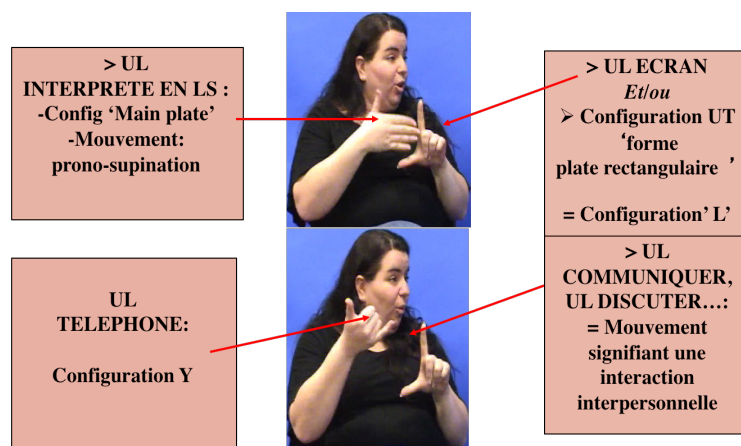 > UL
INTERPRETE EN LS :
-Config ‘Main plate’
-Mouvement:
prono-supination
> UL ECRAN
Et/ou
➢ Configuration UT
‘forme
plate rectangulaire ’
= Configuration’ L’
UL
TELEPHONE:
Configuration Y
> UL
COMMUNIQUER,
UL DISCUTER…:
= Mouvement
signifiant une
interaction
interpersonnelle